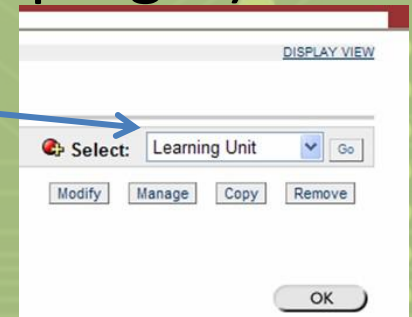 DISPLAY VIEW
Select: Learning Unit Go
Modify Manage Copy Remove
OK